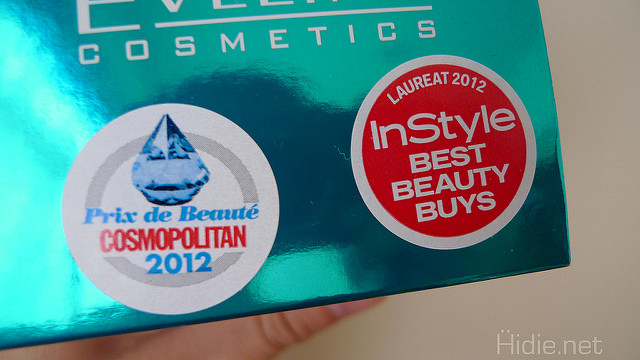 COSMETICS
LAUREAT 2012
InStyle
BEST
BEAUTY
BUYS
Prix de Beauté
COSMOPOLITAN
2012
Hidie.net